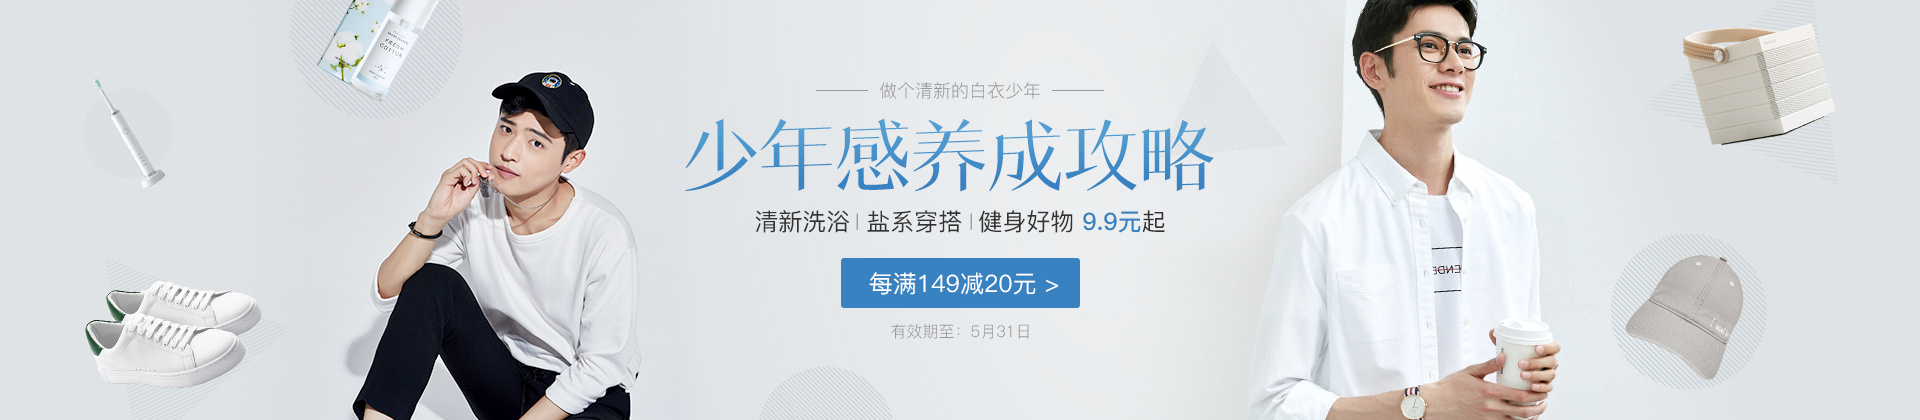 FRESH
COTTON
做个清新的白衣少年
少年感养成攻略
清新洗浴 | 盐系穿搭 | 健身好物 9.9元起
每满149减20元 >
有效期至：5月31日